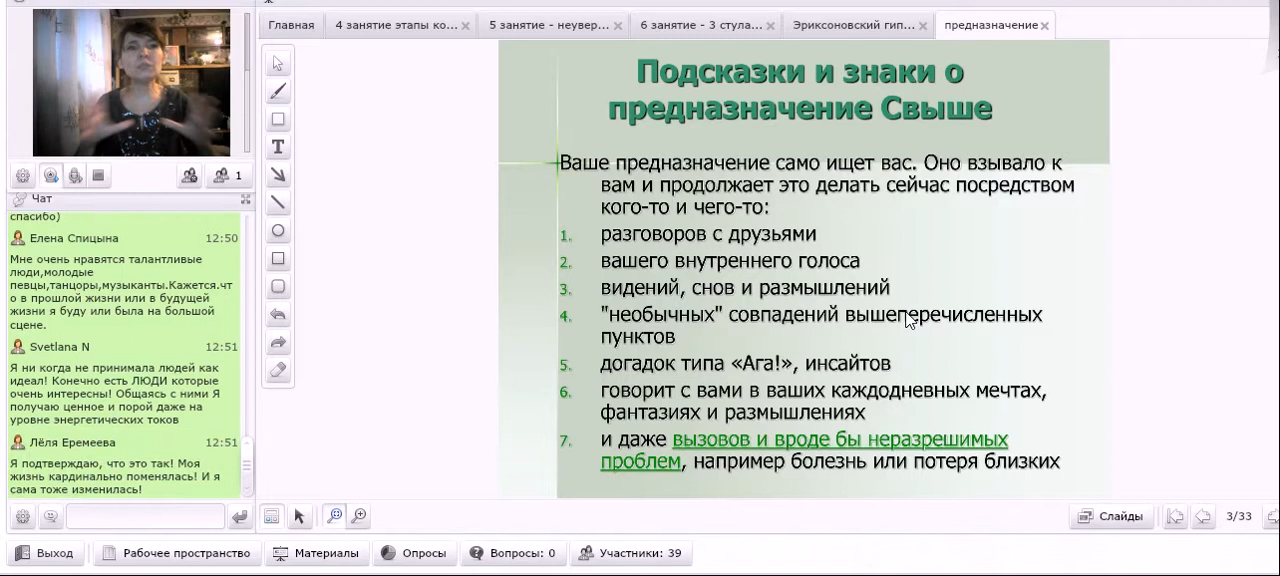 Главная
4 занятие этапы ко...
5 занятие - неувер...
6 занятие - 3 стула...
Эриксоновский гип...
предназначение
1
Чат
спасибо)
Елена Спицына 12:50
Мне очень нравятся талантливые
люди,молодые
певцы,танцоры,музыканты.Кажется.чт
о в прошлой жизни или в будущей
жизни я буду или была на большой
сцене.
Svetlana N 12:51
Я ни когда не принимала людей как
идеал! Конечно есть ЛЮДИ которые
очень интересны! Общаясь с ними Я
получаю ценное и порой даже на
уровне энергетических токов
Лёля Еремеева 12:51
Я подтверждаю, что это так! Моя
жизнь кардинально поменялась! И я
сама тоже изменилась!
T
Подсказки и знаки о
предназначение Свыше
Ваше предназначение само ищет вас. Оно взывало к
вам и продолжает это делать сейчас посредством
кого-то и чего-то:
1. разговоров с друзьями
2. вашего внутреннего голоса
3. видений, снов и размышлений
4. "необычных" совпадений вышеперечисленных
пунктов
5. догадок типа «Ага!», инсайтов
6. говорит с вами в ваших каждодневных мечтах,
фантазиях и размышлениях
7. и даже вызовов и вроде бы неразрешимых
проблем, например болезнь или потеря близких
Слайды
3/33
Выход
Рабочее пространство
Материалы
Опросы
Вопросы: 0
Участники: 39